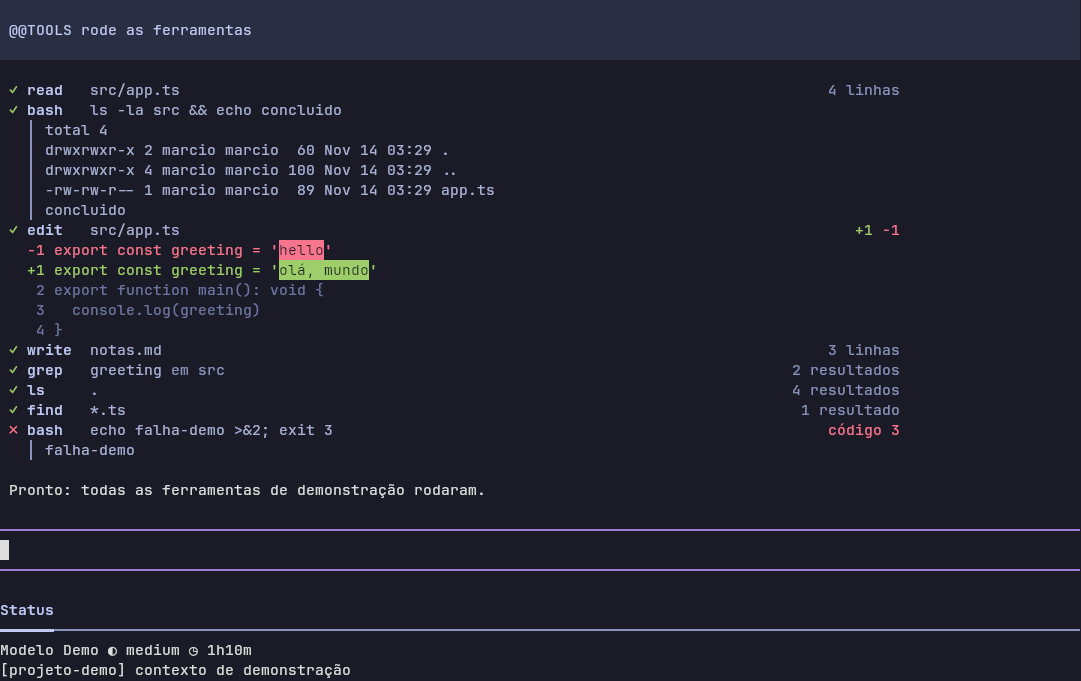 @@TOOLS rode as ferramentas
✓ read   src/app.ts   4 linhas
✓ bash   ls -la src && echo concluido
total 4
drwxrwxr-x 2 marcio marcio  60 Nov 14 03:29 .
drwxrwxr-x 4 marcio marcio 100 Nov 14 03:29 ..
-rw-rw-r-- 1 marcio marcio  89 Nov 14 03:29 app.ts
concluido
✓ edit   src/app.ts   +1 -1
-1 export const greeting = 'hello'
+1 export const greeting = 'olá, mundo'
2 export function main(): void {
3   console.log(greeting)
4 }
✓ write  notas.md   3 linhas
✓ grep   greeting em src   2 resultados
✓ ls     .   4 resultados
✓ find   *.ts   1 resultado
✕ bash   echo falha-demo >&2; exit 3   código 3
falha-demo
Pronto: todas as ferramentas de demonstração rodaram.
Status
Modelo Demo ◐ medium ◷ 1h10m
[projeto-demo] contexto de demonstração